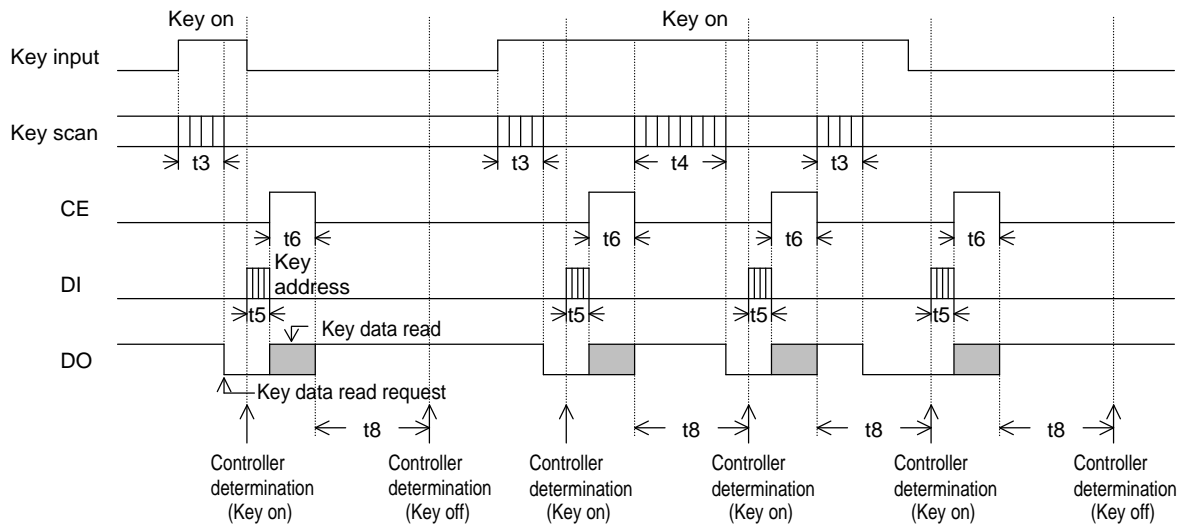 Key on
Key on
Key input
Key scan
t3
t3
t4
t3
CE
t6
t6
t6
t6
Key
address
DI
t5
t5
t5
t5
Key data read
DO
Key data read request
t8
t8
t8
t8
Controller
determination
(Key on)
Controller
determination
(Key off)
Controller
determination
(Key on)
Controller
determination
(Key on)
Controller
determination
(Key on)
Controller
determination
(Key off)